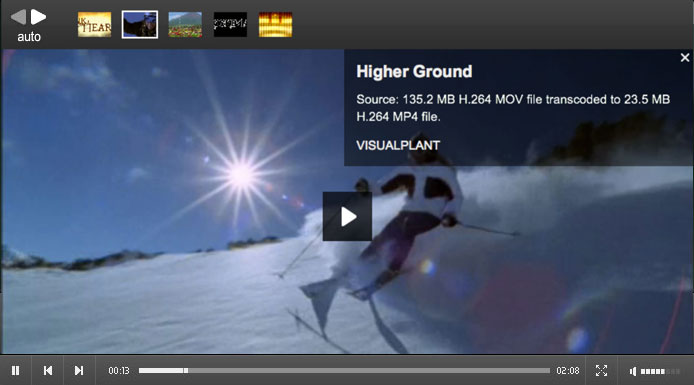 auto
HEAR
Higher Ground
Source: 135.2 MB H.264 MOV file transcoded to 23.5 MB
H.264 MP4 file.
VISUALPLANT
00:13
02:08